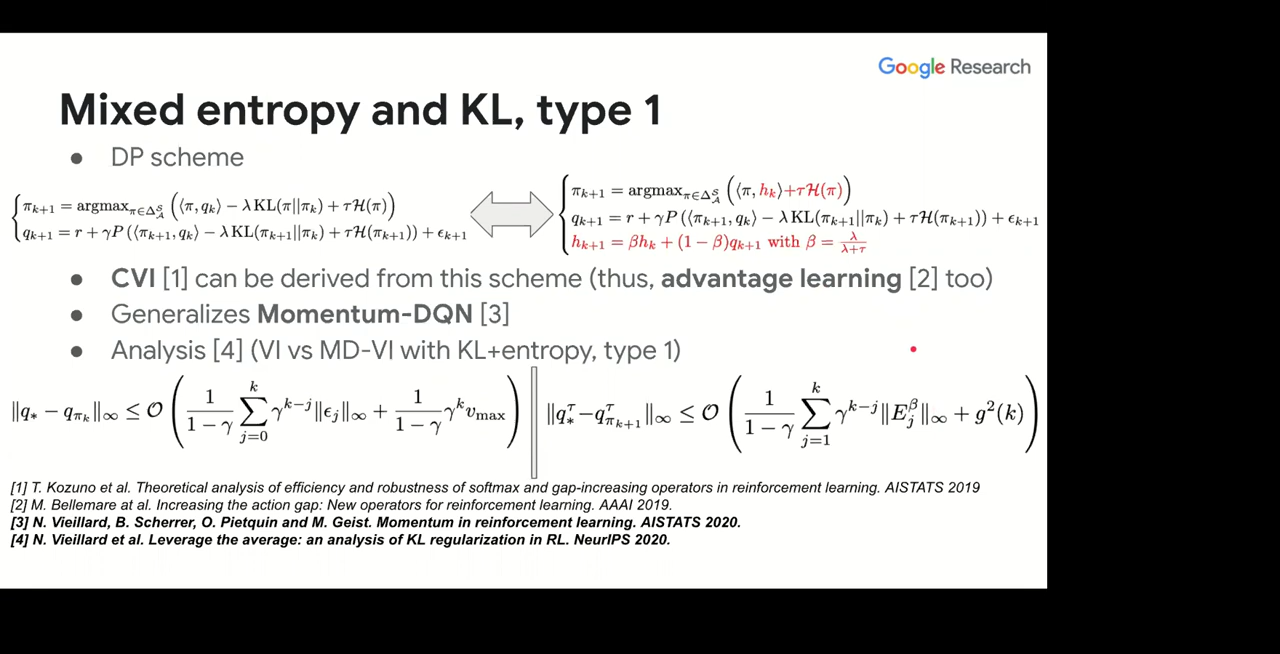 Google Research
Mixed entropy and KL, type 1
• DP scheme
{ π_{k+1} = argmax_{π∈Δ^S_A} (⟨π, q_k⟩ − λ KL(π||π_k) + τH(π))
q_{k+1} = r + γP (⟨π_{k+1}, q_k⟩ − λ KL(π_{k+1}||π_k) + τH(π_{k+1})) + ϵ_{k+1}
{ π_{k+1} = argmax_{π∈Δ^S_A} (⟨π, h_k⟩+τH(π))
q_{k+1} = r + γP (⟨π_{k+1}, q_k⟩ − λ KL(π_{k+1}||π_k) + τH(π_{k+1})) + ϵ_{k+1}
h_{k+1} = βh_k + (1 − β)q_{k+1} with β = λ/(λ+τ)
• CVI [1] can be derived from this scheme (thus, advantage learning [2] too)
• Generalizes Momentum-DQN [3]
• Analysis [4] (VI vs MD-VI with KL+entropy, type 1)
‖q_* − q_{π_k}‖_∞ ≤ O( 1/(1 − γ) ∑_{j=0}^{k} γ^{k−j}‖ϵ_j‖_∞ + 1/(1 − γ) γ^k v_max )
‖q_*^τ − q_{π_{k+1}}^τ‖_∞ ≤ O( 1/(1 − γ) ∑_{j=1}^{k} γ^{k−j}‖E_j^β‖_∞ + g^2(k) )
[1] T. Kozuno et al. Theoretical analysis of efficiency and robustness of softmax and gap-increasing operators in reinforcement learning. AISTATS 2019
[2] M. Bellemare at al. Increasing the action gap: New operators for reinforcement learning. AAAI 2019.
[3] N. Vieillard, B. Scherrer, O. Pietquin and M. Geist. Momentum in reinforcement learning. AISTATS 2020.
[4] N. Vieillard et al. Leverage the average: an analysis of KL regularization in RL. NeurIPS 2020.